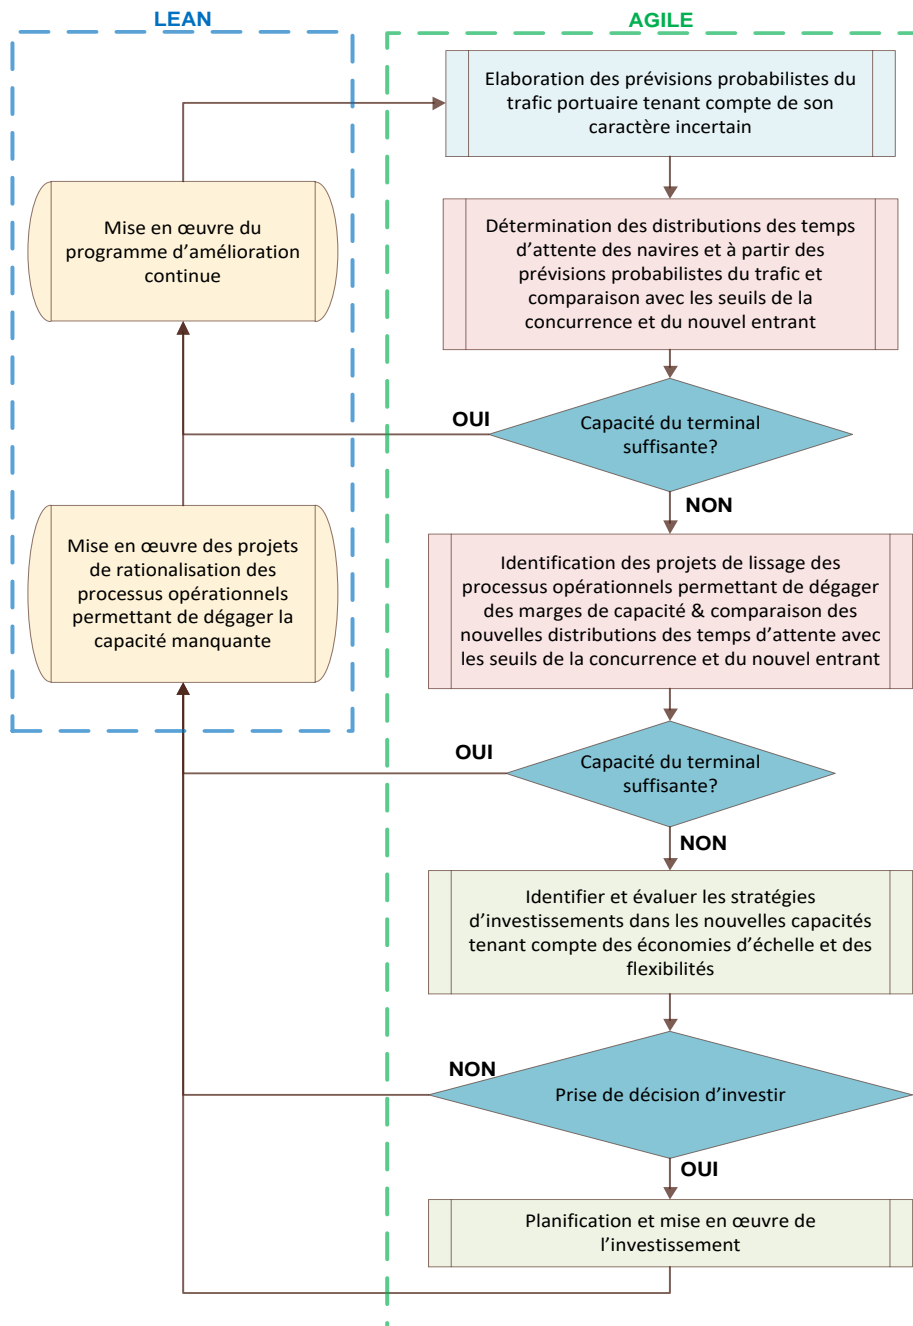 LEAN
AGILE
Elaboration des prévisions probabilistes du
trafic portuaire tenant compte de son
caractère incertain
Mise en œuvre du
programme d’amélioration
continue
Détermination des distributions des temps
d’attente des navires et à partir des
prévisions probabilistes du trafic et
comparaison avec les seuils de la
concurrence et du nouvel entrant
OUI
Capacité du terminal
suffisante?
NON
Mise en œuvre des projets
de rationalisation des
processus opérationnels
permettant de dégager la
capacité manquante
Identification des projets de lissage des
processus opérationnels permettant de dégager
des marges de capacité & comparaison des
nouvelles distributions des temps d’attente avec
les seuils de la concurrence et du nouvel entrant
OUI
Capacité du terminal
suffisante?
NON
Identifier et évaluer les stratégies
d’investissements dans les nouvelles capacités
tenant compte des économies d’échelle et des
flexibilités
NON
Prise de décision d’investir
OUI
Planification et mise en œuvre de
l’investissement